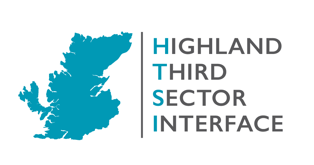 HIGHLAND
THIRD
SECTOR
INTERFACE